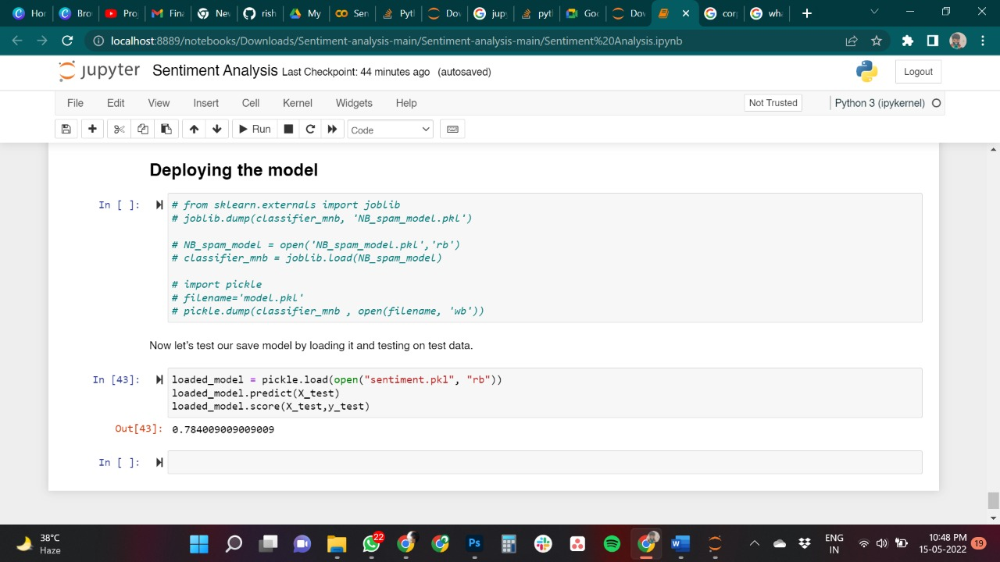 Hor
Bro
Pro
Fina
Nev
rish
My
Sen
Pyt
Dov
jup
pyt
Goc
Dov
cor
wha
localhost:8889/notebooks/Downloads/Sentiment-analysis-main/Sentiment-analysis-main/Sentiment%20Analysis.ipynb
jupyter Sentiment Analysis Last Checkpoint: 44 minutes ago (autosaved)
Logout
File Edit View Insert Cell Kernel Widgets Help
Not Trusted
Python 3 (ipykernel)
Run
Code
Deploying the model
In [ ]:
# from sklearn.externals import joblib
# joblib.dump(classifier_mnb, 'NB_spam_model.pkl')
# NB_spam_model = open('NB_spam_model.pkl','rb')
# classifier_mnb = joblib.load(NB_spam_model)
# import pickle
# filename='model.pkl'
# pickle.dump(classifier_mnb , open(filename, 'wb'))
Now let's test our save model by loading it and testing on test data.
In [43]:
loaded_model = pickle.load(open("sentiment.pkl", "rb"))
loaded_model.predict(X_test)
loaded_model.score(X_test,y_test)
Out[43]: 0.784009009009009
In [ ]:
38°C
Haze
22
Ps
W
ENG
IN
10:48 PM
15-05-2022
19